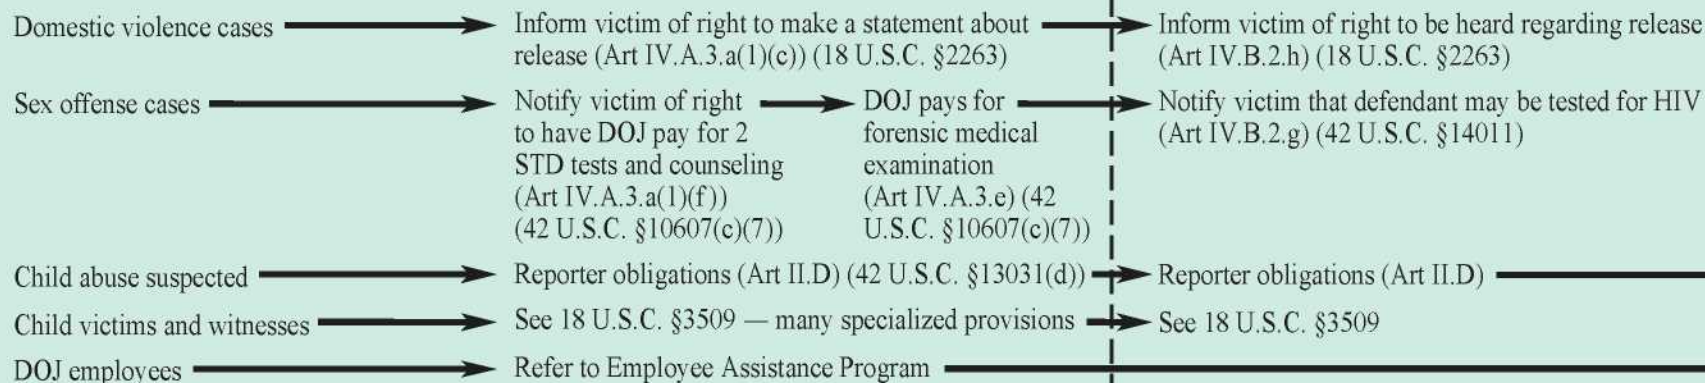 Domestic violence cases
Inform victim of right to make a statement about
release (Art IV.A.3.a(1)(c)) (18 U.S.C. §2263)
Inform victim of right to be heard regarding release
(Art IV.B.2.h) (18 U.S.C. §2263)
Sex offense cases
Notify victim of right
to have DOJ pay for 2
STD tests and counseling
(Art IV.A.3.a(1)(f))
(42 U.S.C. §10607(c)(7))
DOJ pays for
forensic medical
examination
(Art IV.A.3.e) (42
U.S.C. §10607(c)(7))
Notify victim that defendant may be tested for HIV
(Art IV.B.2.g) (42 U.S.C. §14011)
Child abuse suspected
Reporter obligations (Art II.D) (42 U.S.C. §13031(d))
Reporter obligations (Art II.D)
Child victims and witnesses
See 18 U.S.C. §3509 — many specialized provisions
See 18 U.S.C. §3509
DOJ employees
Refer to Employee Assistance Program